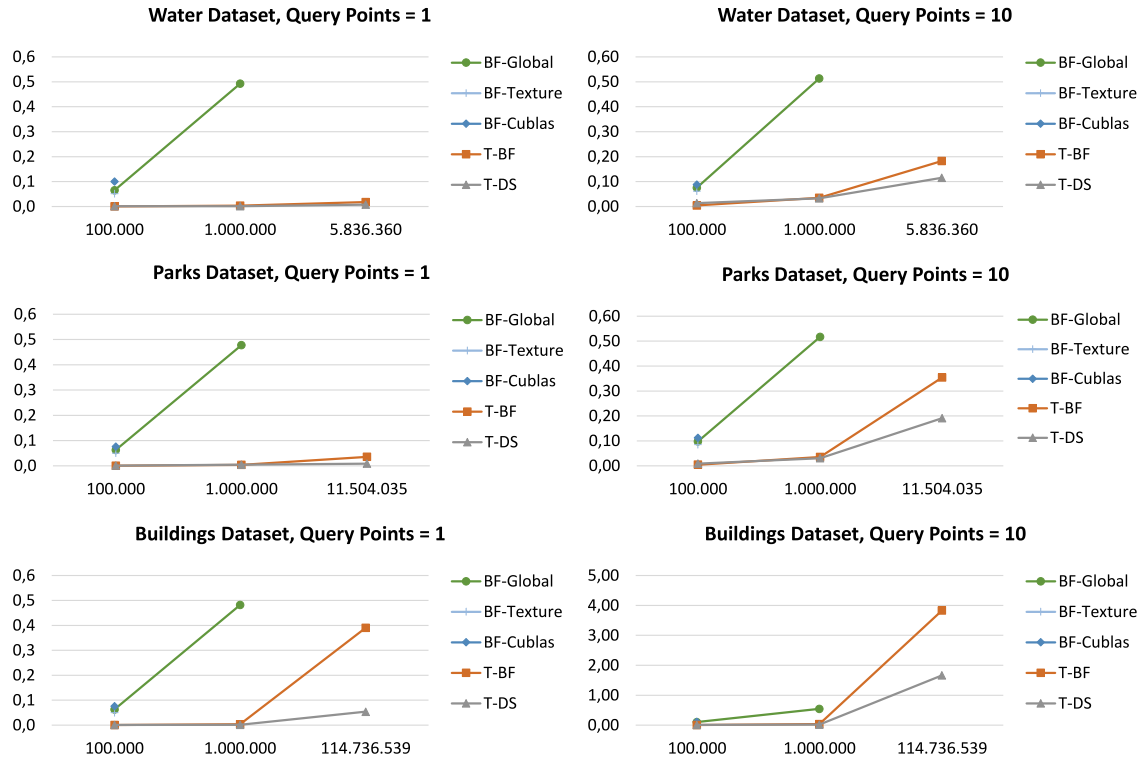 Water Dataset, Query Points = 1
0,6
0,5
0,4
0,3
0,2
0,1
0,0
100.000 1.000.000 5.836.360
BF-Global
BF-Texture
BF-Cublas
T-BF
T-DS
Water Dataset, Query Points = 10
0,60
0,50
0,40
0,30
0,20
0,10
0,00
100.000 1.000.000 5.836.360
BF-Global
BF-Texture
BF-Cublas
T-BF
T-DS
Parks Dataset, Query Points = 1
0,6
0,5
0,4
0,3
0,2
0,1
0,0
100.000 1.000.000 11.504.035
BF-Global
BF-Texture
BF-Cublas
T-BF
T-DS
Parks Dataset, Query Points = 10
0,60
0,50
0,40
0,30
0,20
0,10
0,00
100.000 1.000.000 11.504.035
BF-Global
BF-Texture
BF-Cublas
T-BF
T-DS
Buildings Dataset, Query Points = 1
0,6
0,5
0,4
0,3
0,2
0,1
0,0
100.000 1.000.000 114.736.539
BF-Global
BF-Texture
BF-Cublas
T-BF
T-DS
Buildings Dataset, Query Points = 10
5,00
4,00
3,00
2,00
1,00
0,00
100.000 1.000.000 114.736.539
BF-Global
BF-Texture
BF-Cublas
T-BF
T-DS